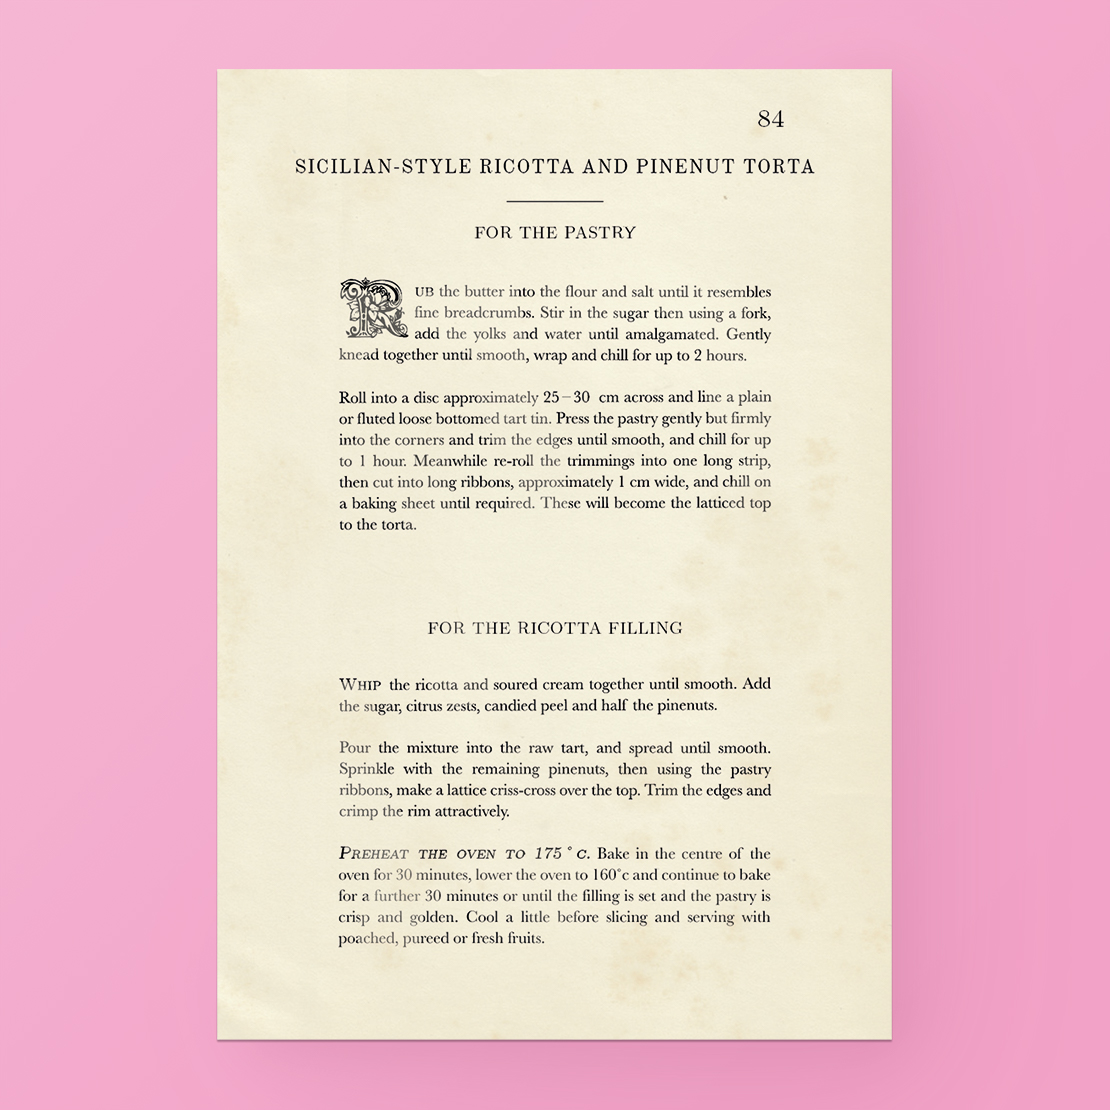 84
SICILIAN-STYLE RICOTTA AND PINENUT TORTA
FOR THE PASTRY
RUB the butter into the flour and salt until it resembles
fine breadcrumbs. Stir in the sugar then using a fork,
add the yolks and water until amalgamated. Gently
knead together until smooth, wrap and chill for up to 2 hours.
Roll into a disc approximately 25–30 cm across and line a plain
or fluted loose bottomed tart tin. Press the pastry gently but firmly
into the corners and trim the edges until smooth, and chill for up
to 1 hour. Meanwhile re-roll the trimmings into one long strip,
then cut into long ribbons, approximately 1 cm wide, and chill on
a baking sheet until required. These will become the latticed top
to the torta.
FOR THE RICOTTA FILLING
WHIP the ricotta and soured cream together until smooth. Add
the sugar, citrus zests, candied peel and half the pinenuts.
Pour the mixture into the raw tart, and spread until smooth.
Sprinkle with the remaining pinenuts, then using the pastry
ribbons, make a lattice criss-cross over the top. Trim the edges and
crimp the rim attractively.
PREHEAT THE OVEN TO 175°C. Bake in the centre of the
oven for 30 minutes, lower the oven to 160°c and continue to bake
for a further 30 minutes or until the filling is set and the pastry is
crisp and golden. Cool a little before slicing and serving with
poached, pureed or fresh fruits.